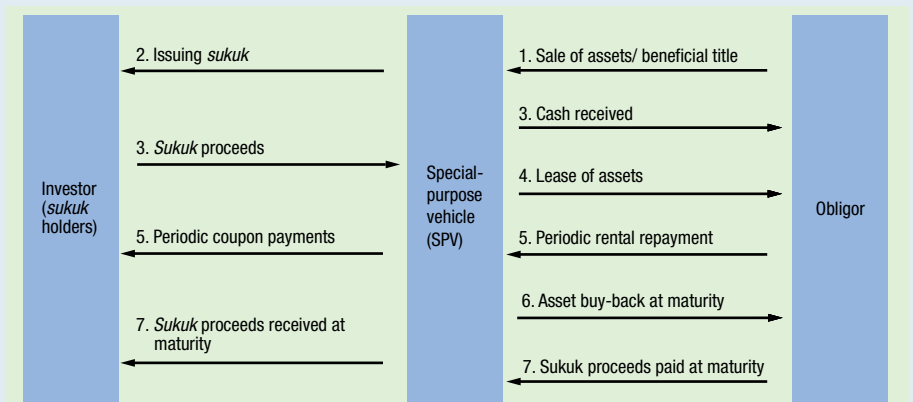 2. Issuing sukuk
1. Sale of assets/ beneficial title
3. Cash received
3. Sukuk proceeds
4. Lease of assets
Investor
(sukuk
holders)
Special-
purpose
vehicle
(SPV)
Obligor
5. Periodic coupon payments
5. Periodic rental repayment
6. Asset buy-back at maturity
7. Sukuk proceeds received at
maturity
7. Sukuk proceeds paid at maturity